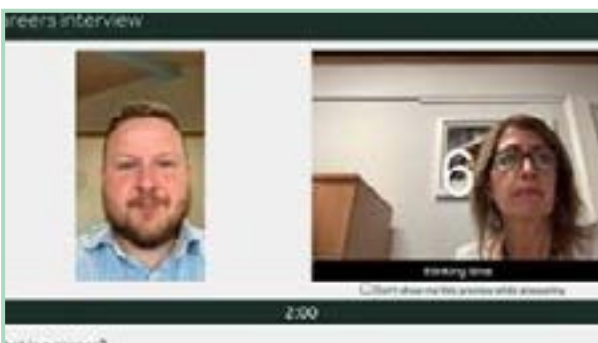 reers interview
6
thinking time
Don't show me this preview while answering
2:00